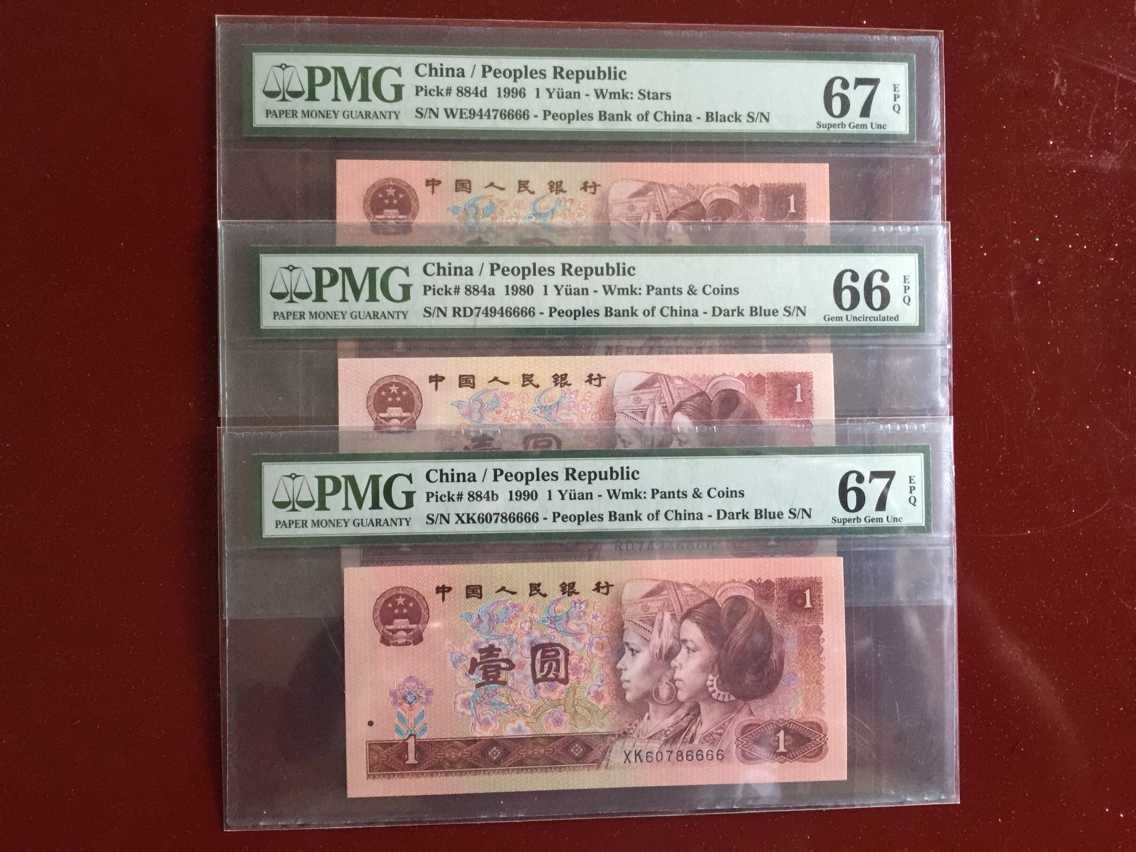 PMG
PAPER MONEY GUARANTY
China / Peoples Republic
Pick# 884d 1996 1 Yüan - Wmk: Stars
S/N WE94476666 - Peoples Bank of China - Black S/N
67
EPQ
Superb Gem Unc
中国人民银行
1
壹圆
PMG
PAPER MONEY GUARANTY
China / Peoples Republic
Pick# 884a 1980 1 Yüan - Wmk: Pants & Coins
S/N RD74946666 - Peoples Bank of China - Dark Blue S/N
66
EPQ
Gem Uncirculated
中国人民银行
1
壹圆
PMG
PAPER MONEY GUARANTY
China / Peoples Republic
Pick# 884b 1990 1 Yüan - Wmk: Pants & Coins
S/N XK60786666 - Peoples Bank of China - Dark Blue S/N
67
EPQ
Superb Gem Unc
中国人民银行
1
壹圆
1
XK60786666
1